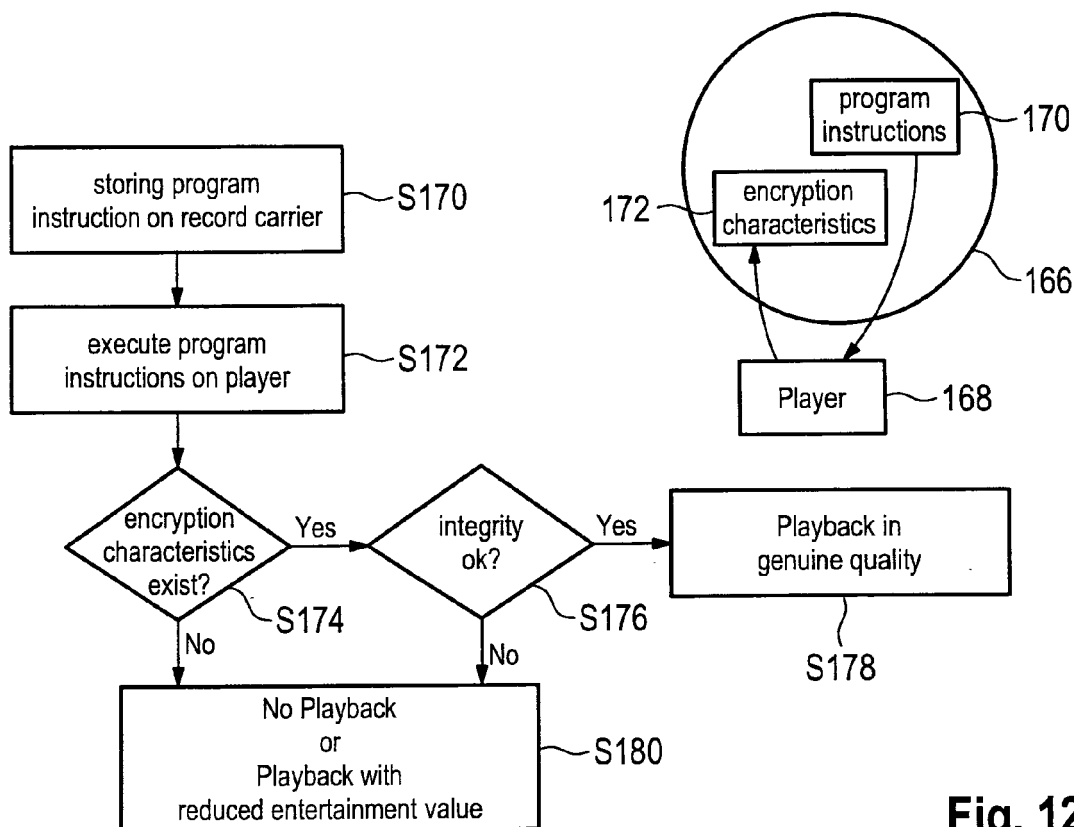 program
instructions
170
encryption
characteristics
172
166
Player
168
storing program
instruction on record carrier
S170
execute program
instructions on player
S172
encryption
characteristics
exist?
S174
Yes
No
integrity
ok?
S176
Yes
No
Playback in
genuine quality
S178
No Playback
or
Playback with
reduced entertainment value
S180
Fig. 12